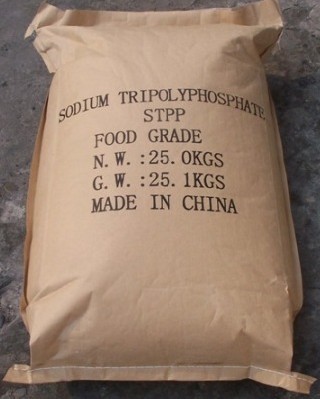 SODIUM TRIPOLYPHOSPHATE
STPP
FOOD GRADE
N.W.:25.0KGS
G.W.:25.1KGS
MADE IN CHINA